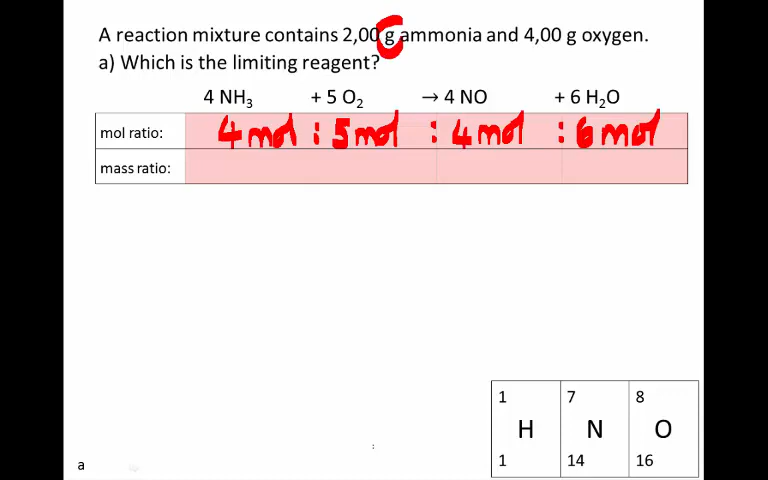 A reaction mixture contains 2,00 g ammonia and 4,00 g oxygen.
a) Which is the limiting reagent?
4 NH₃ + 5 O₂ → 4 NO + 6 H₂O
mol ratio: 4 mol : 5 mol : 4 mol : 6 mol
mass ratio:
1 7 8
H N O
1 14 16
a